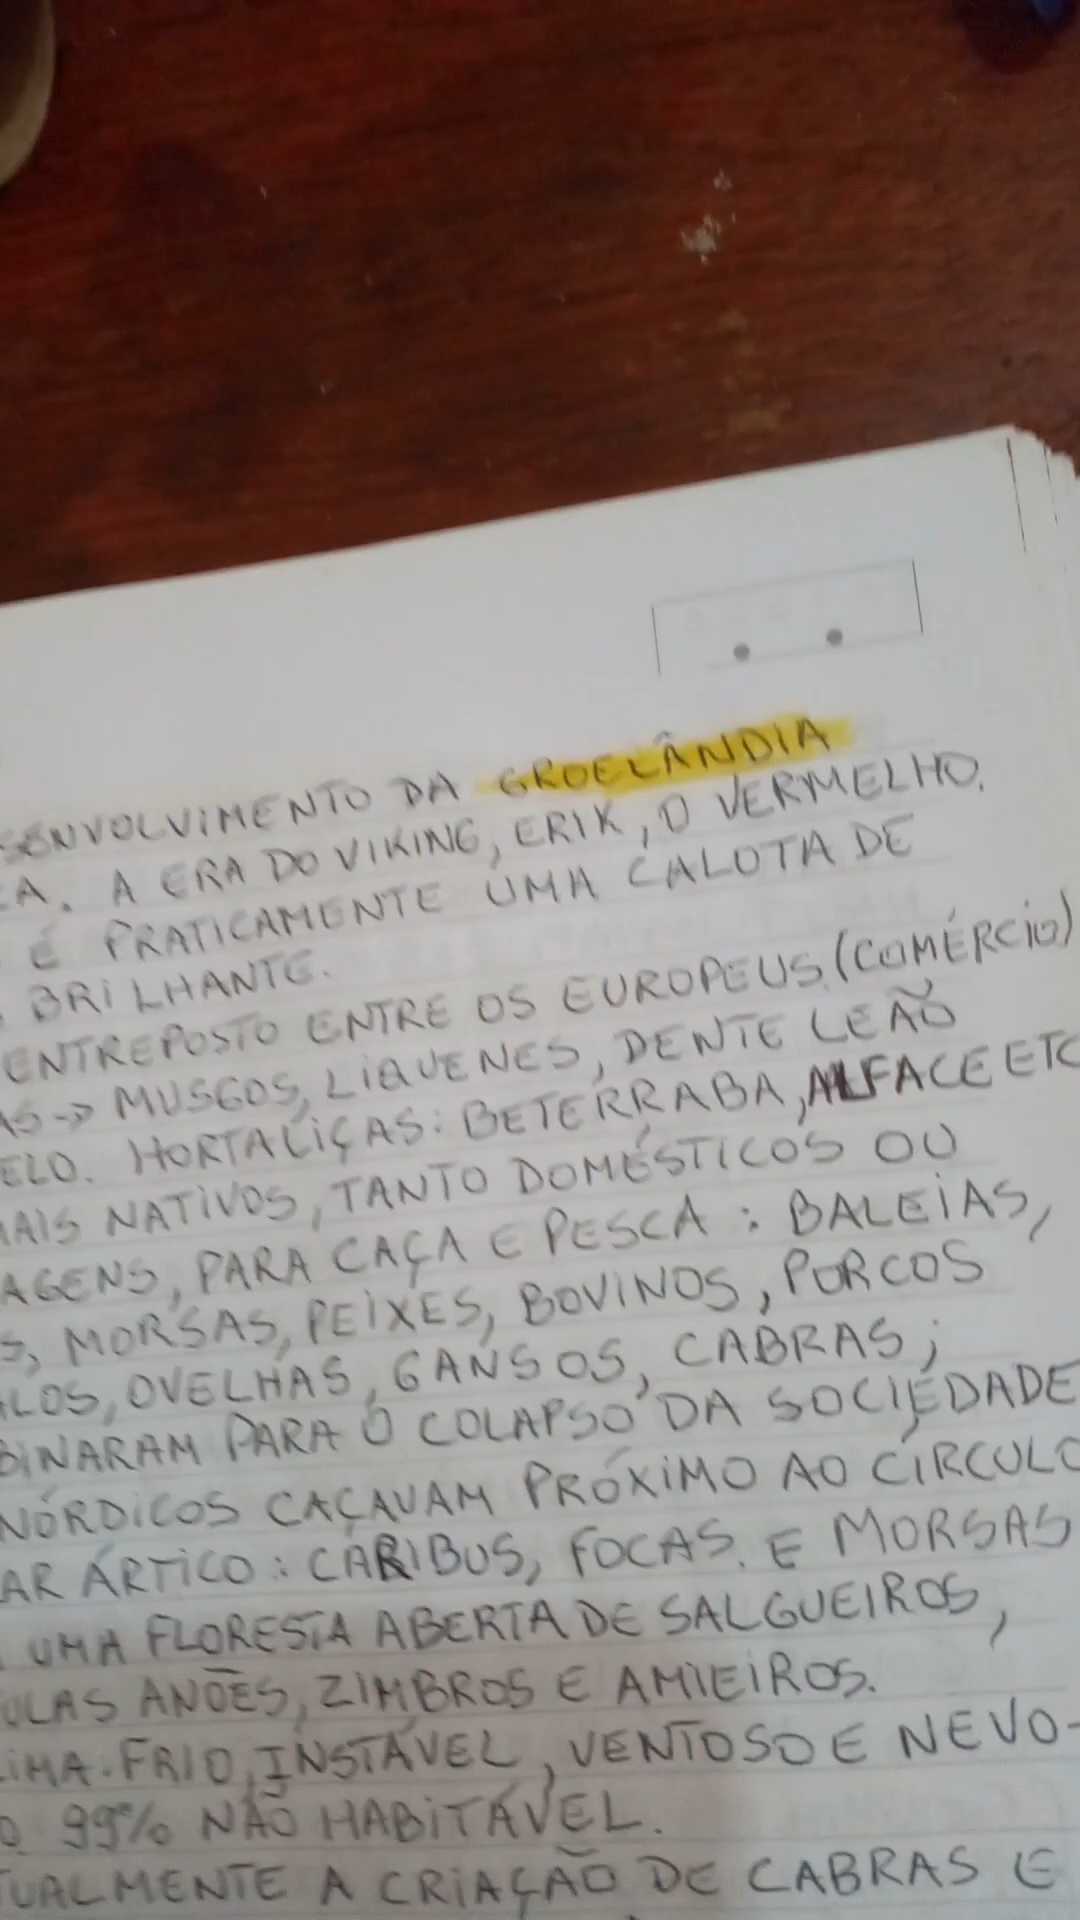 SENVOLVIMENTO DA GROELÂNDIA
A. A ERA DO VIKING, ERIK, O VERMELHO.
É PRATICAMENTE UMA CALOTA DE
BRILHANTE.
ENTREPOSTO ENTRE OS EUROPEUS. (COMÉRCIO)
AS → MUSGOS, LIQUENES, DENTE LEÃO
ELO. HORTALIÇAS: BETERRABA, ALFACE ETC
AIS NATIVOS, TANTO DOMÉSTICOS OU
AGENS, PARA CAÇA E PESCA: BALEIAS,
S, MORSAS, PEIXES, BOVINOS, PORCOS
LOS, OVELHAS, GANSOS, CABRAS;
BINARAM PARA O COLAPSO DA SOCIEDADE
NÓRDICOS CAÇAVAM PRÓXIMO AO CÍRCULO
AR ÁRTICO: CARIBUS, FOCAS. E MORSAS
UMA FLORESTA ABERTA DE SALGUEIROS,
ULAS ANÕES, ZIMBROS E AMIEIROS.
LIMA. FRIO, INSTÁVEL, VENTOSO E NEVO-
O 99% NÃO HABITÁVEL.
TUALMENTE A CRIAÇÃO DE CABRAS E